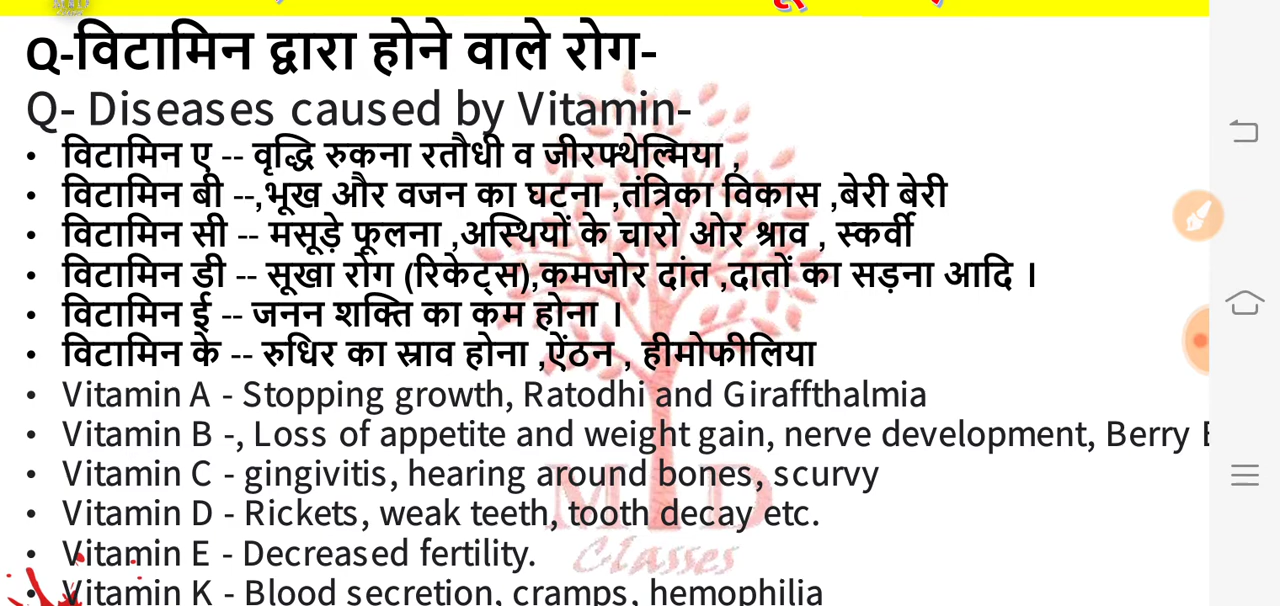 Q-विटामिन द्वारा होने वाले रोग-
Q- Diseases caused by Vitamin-
• विटामिन ए -- वृद्धि रुकना रतौधी व जीरफ्थेल्मिया ,
• विटामिन बी --,भूख और वजन का घटना ,तंत्रिका विकास ,बेरी बेरी
• विटामिन सी -- मसूड़े फूलना ,अस्थियों के चारो ओर श्राव , स्कर्वी
• विटामिन डी -- सूखा रोग (रिकेट्स),कमजोर दांत ,दातों का सड़ना आदि ।
• विटामिन ई -- जनन शक्ति का कम होना ।
• विटामिन के -- रुधिर का स्राव होना ,ऐंठन , हीमोफीलिया
• Vitamin A - Stopping growth, Ratodhi and Giraffthalmia
• Vitamin B -, Loss of appetite and weight gain, nerve development, Berry
• Vitamin C - gingivitis, hearing around bones, scurvy
• Vitamin D - Rickets, weak teeth, tooth decay etc.
• Vitamin E - Decreased fertility.
• Vitamin K - Blood secretion, cramps, hemophilia
MD
Classes